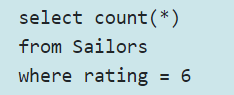 select count(*)
from Sailors
where rating = 6